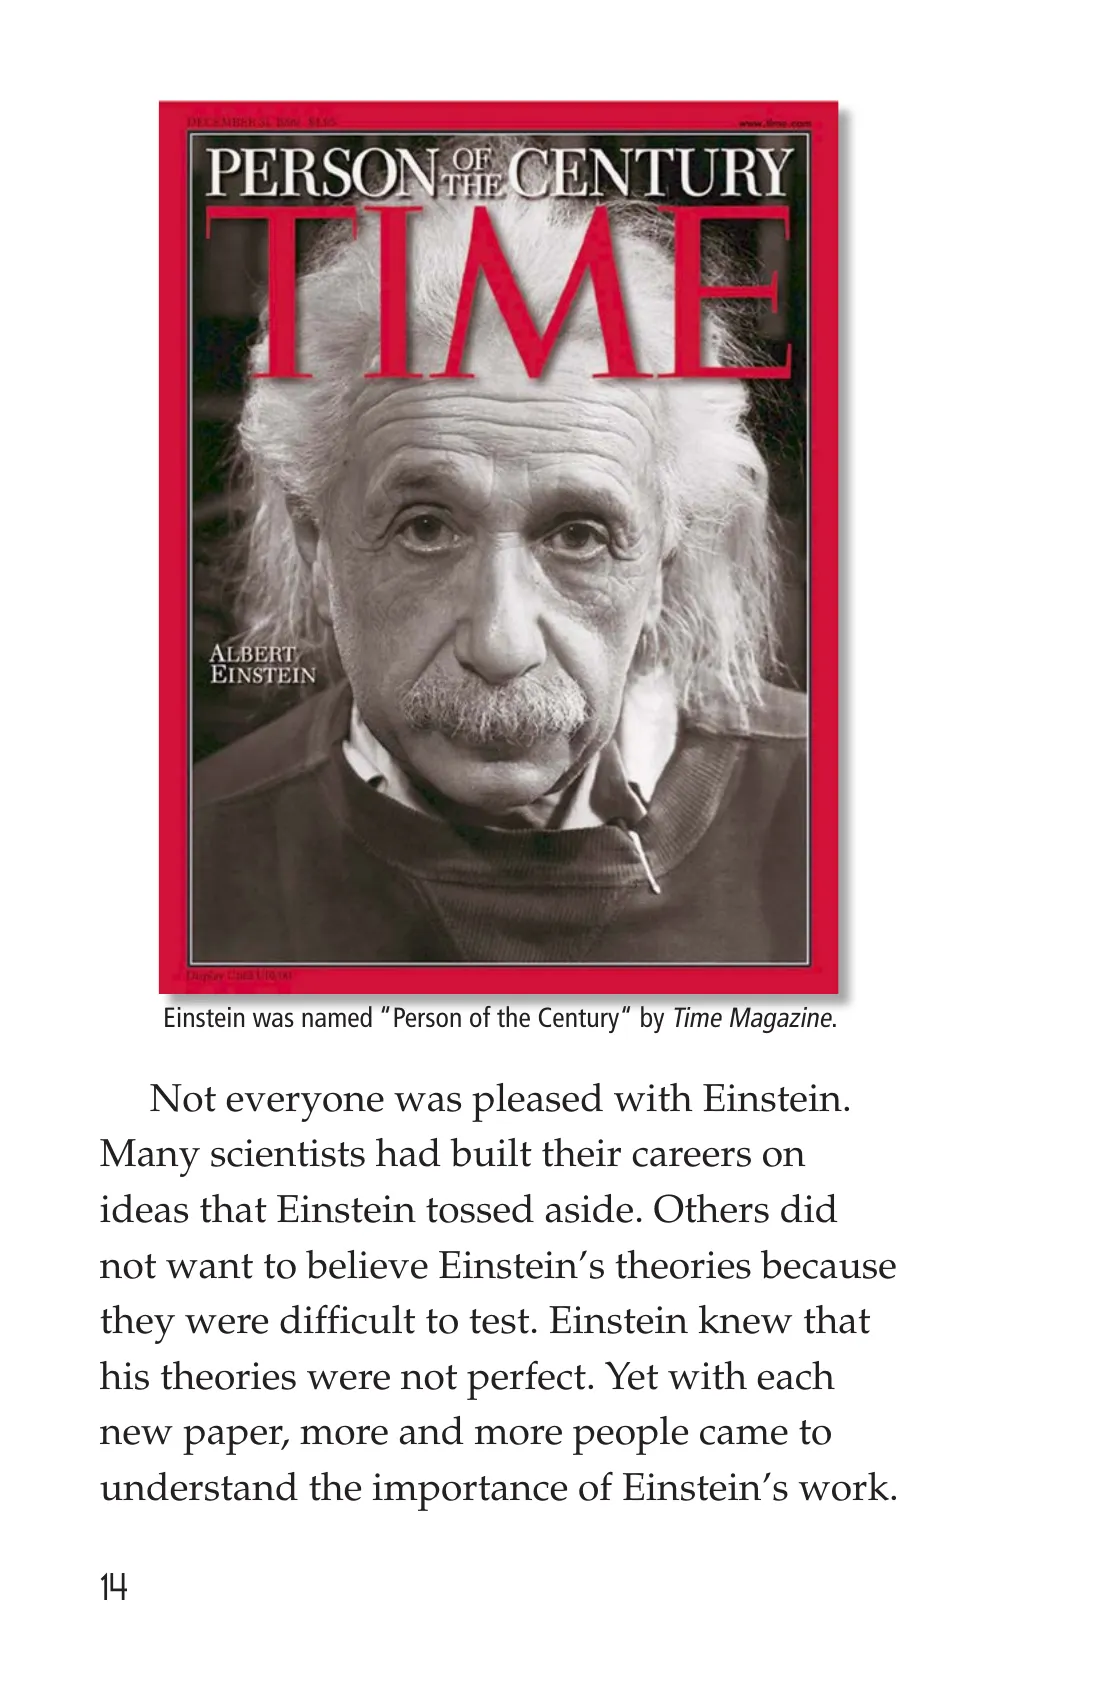 DECEMBER 31, 1999 $4.95
www.time.com
PERSON OF THE CENTURY
TIME
ALBERT
EINSTEIN
Einstein was named “Person of the Century“ by Time Magazine.
Not everyone was pleased with Einstein.
Many scientists had built their careers on
ideas that Einstein tossed aside. Others did
not want to believe Einstein’s theories because
they were difficult to test. Einstein knew that
his theories were not perfect. Yet with each
new paper, more and more people came to
understand the importance of Einstein’s work.
14